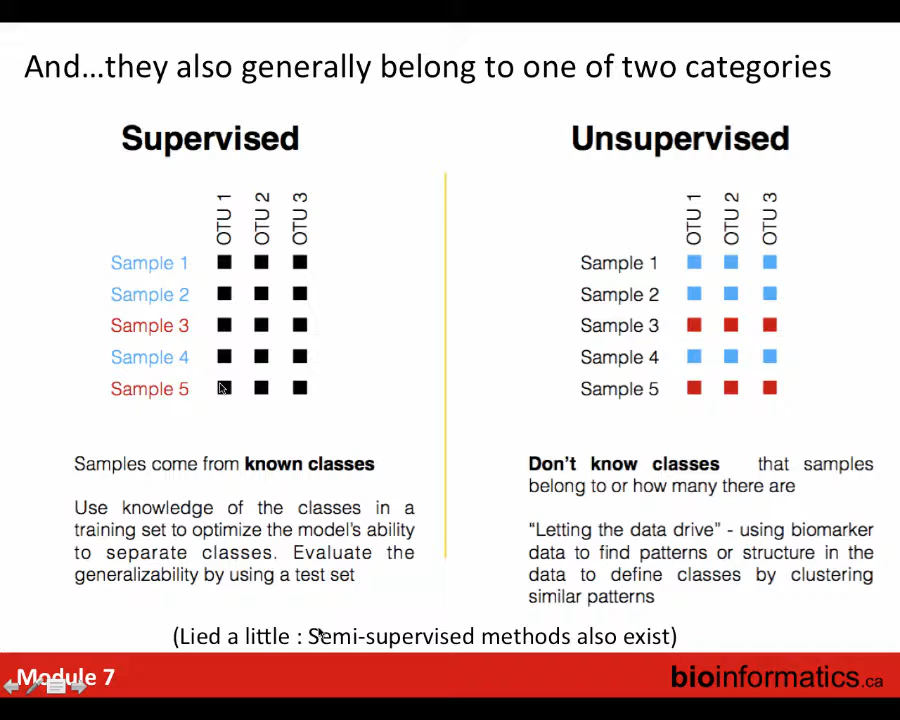 And...they also generally belong to one of two categories
Supervised
OTU 1
OTU 2
OTU 3
Sample 1
Sample 2
Sample 3
Sample 4
Sample 5
Samples come from known classes
Use knowledge of the classes in a
training set to optimize the model's ability
to separate classes. Evaluate the
generalizability by using a test set
Unsupervised
OTU 1
OTU 2
OTU 3
Sample 1
Sample 2
Sample 3
Sample 4
Sample 5
Don't know classes that samples
belong to or how many there are
"Letting the data drive" - using biomarker
data to find patterns or structure in the
data to define classes by clustering
similar patterns
(Lied a little : Semi-supervised methods also exist)
Module 7
bioinformatics.ca